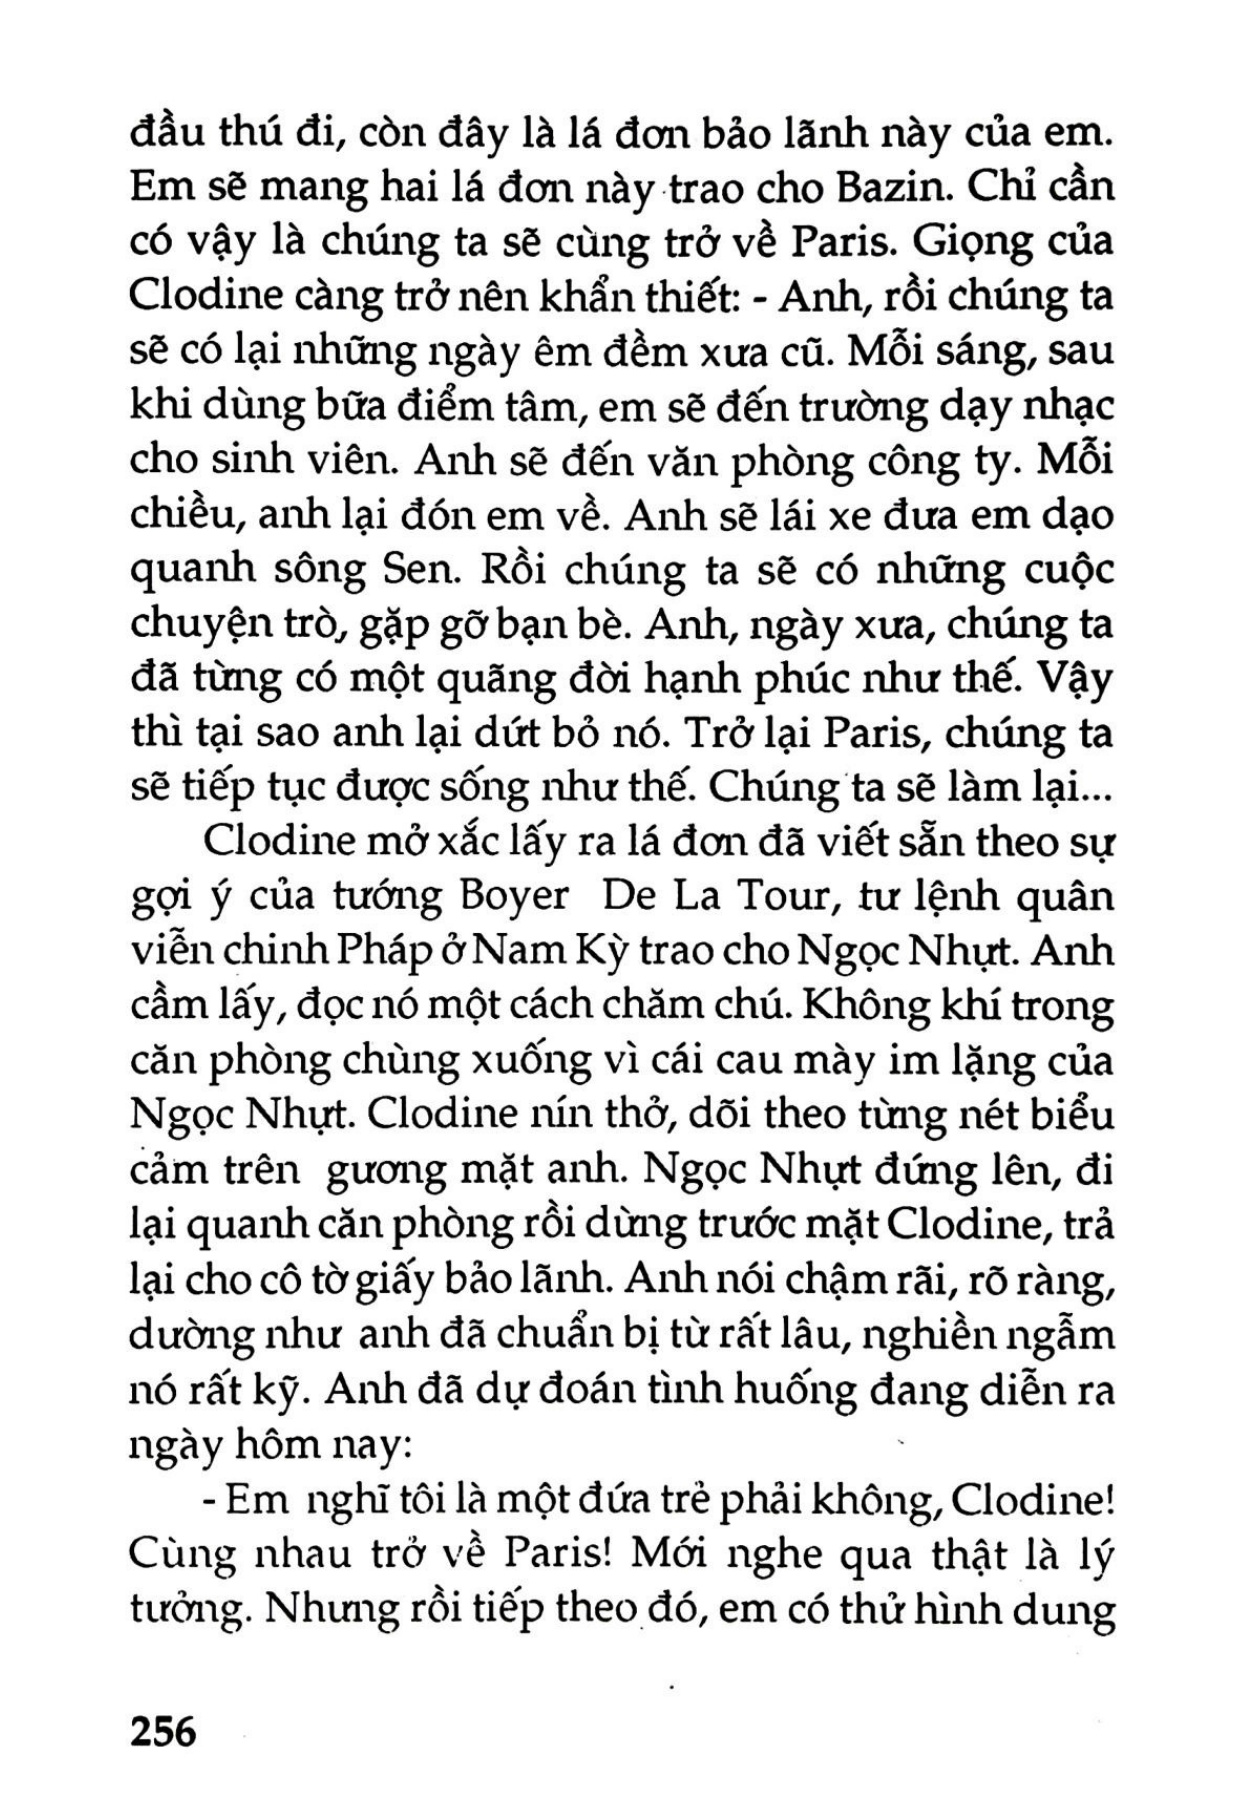 đầu thú đi, còn đây là lá đơn bảo lãnh này của em.
Em sẽ mang hai lá đơn này trao cho Bazin. Chỉ cần
có vậy là chúng ta sẽ cùng trở về Paris. Giọng của
Clodine càng trở nên khẩn thiết: - Anh, rồi chúng ta
sẽ có lại những ngày êm đềm xưa cũ. Mỗi sáng, sau
khi dùng bữa điểm tâm, em sẽ đến trường dạy nhạc
cho sinh viên. Anh sẽ đến văn phòng công ty. Mỗi
chiều, anh lại đón em về. Anh sẽ lái xe đưa em dạo
quanh sông Sen. Rồi chúng ta sẽ có những cuộc
chuyện trò, gặp gỡ bạn bè. Anh, ngày xưa, chúng ta
đã từng có một quãng đời hạnh phúc như thế. Vậy
thì tại sao anh lại dứt bỏ nó. Trở lại Paris, chúng ta
sẽ tiếp tục được sống như thế. Chúng ta sẽ làm lại...
Clodine mở xắc lấy ra lá đơn đã viết sẵn theo sự
gợi ý của tướng Boyer De La Tour, tư lệnh quân
viễn chinh Pháp ở Nam Kỳ trao cho Ngọc Nhựt. Anh
cầm lấy, đọc nó một cách chăm chú. Không khí trong
căn phòng chùng xuống vì cái cau mày im lặng của
Ngọc Nhựt. Clodine nín thở, dõi theo từng nét biểu
cảm trên gương mặt anh. Ngọc Nhựt đứng lên, đi
lại quanh căn phòng rồi dừng trước mặt Clodine, trả
lại cho cô tờ giấy bảo lãnh. Anh nói chậm rãi, rõ ràng,
dường như anh đã chuẩn bị từ rất lâu, nghiền ngẫm
nó rất kỹ. Anh đã dự đoán tình huống đang diễn ra
ngày hôm nay:
- Em nghĩ tôi là một đứa trẻ phải không, Clodine!
Cùng nhau trở về Paris! Mới nghe qua thật là lý
tưởng. Nhưng rồi tiếp theo đó, em có thử hình dung
256